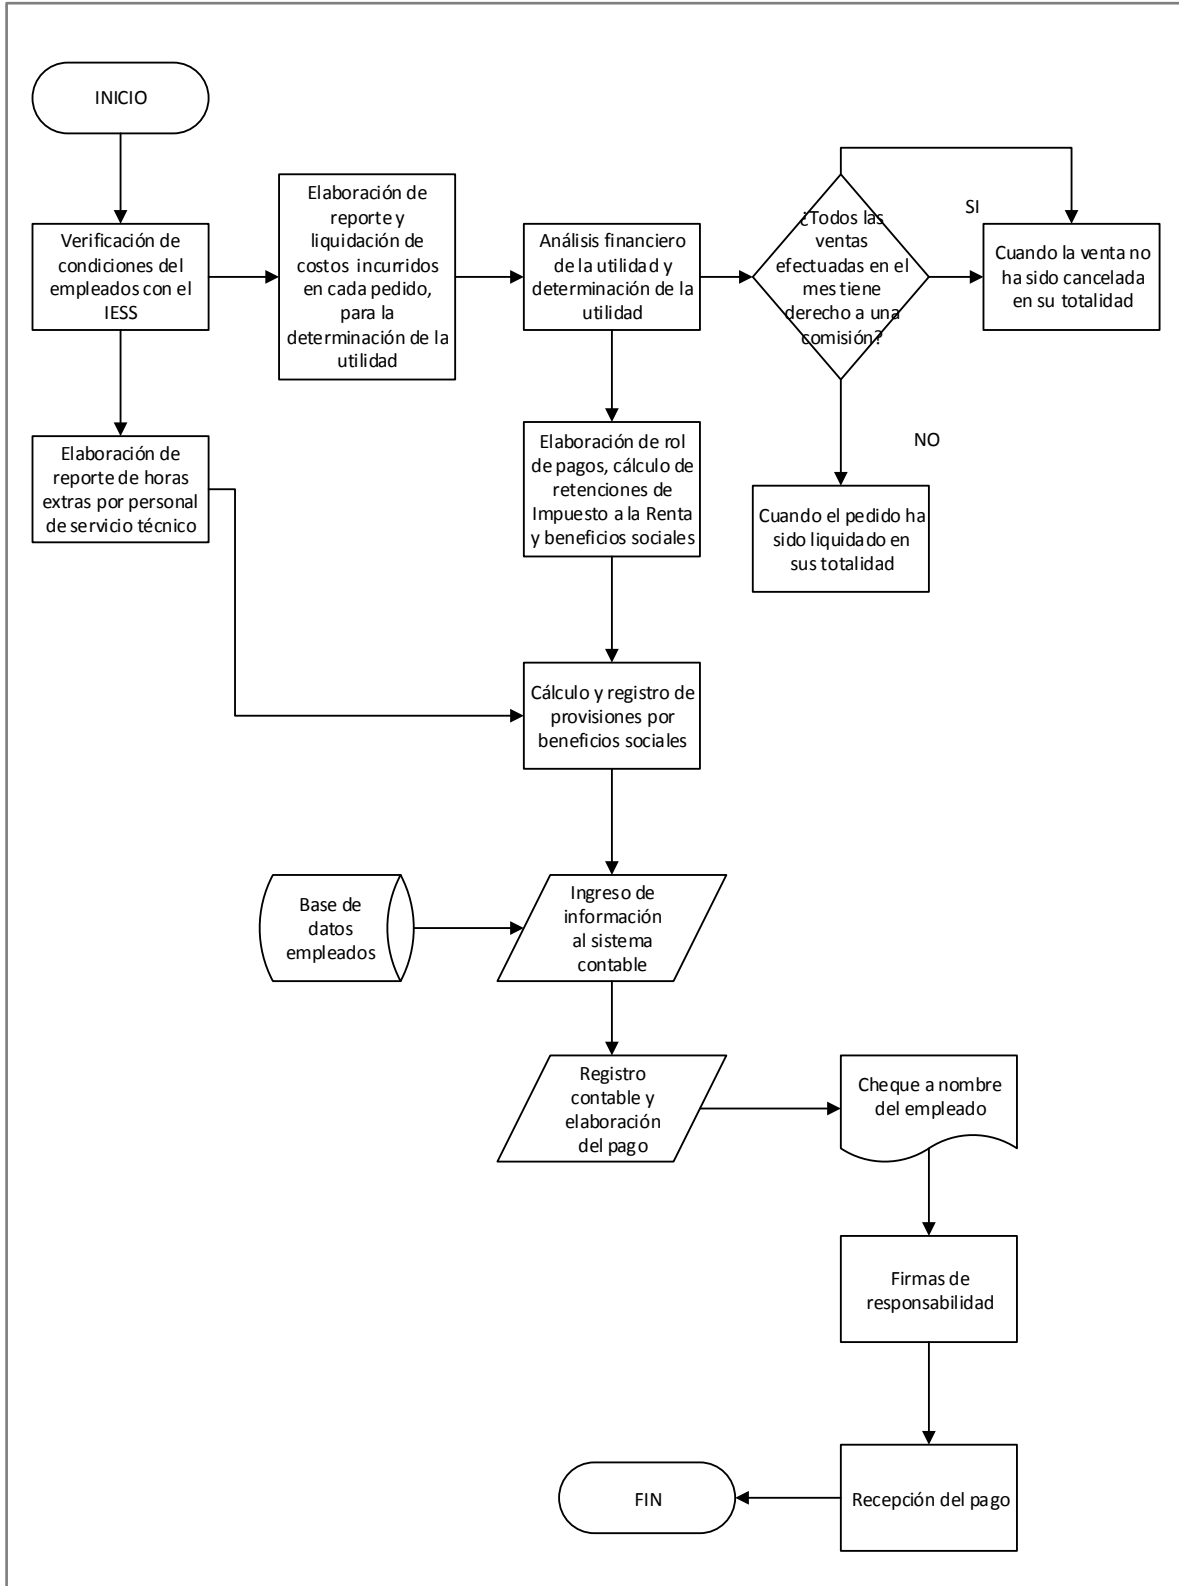 INICIO
Verificación de
condiciones del
empleados con el
IESS
Elaboración de
reporte y
liquidación de
costos incurridos
en cada pedido,
para la
determinación de la
utilidad
Análisis financiero
de la utilidad y
determinación de la
utilidad
¿Todos las
ventas
efectuadas en el
mes tiene
derecho a una
comisión?
SI
Cuando la venta no
ha sido cancelada
en su totalidad
NO
Cuando el pedido ha
sido liquidado en
sus totalidad
Elaboración de
reporte de horas
extras por personal
de servicio técnico
Elaboración de rol
de pagos, cálculo de
retenciones de
Impuesto a la Renta
y beneficios sociales
Cálculo y registro de
provisiones por
beneficios sociales
Base de
datos
empleados
Ingreso de
información
al sistema
contable
Registro
contable y
elaboración
del pago
Cheque a nombre
del empleado
Firmas de
responsabilidad
Recepción del pago
FIN